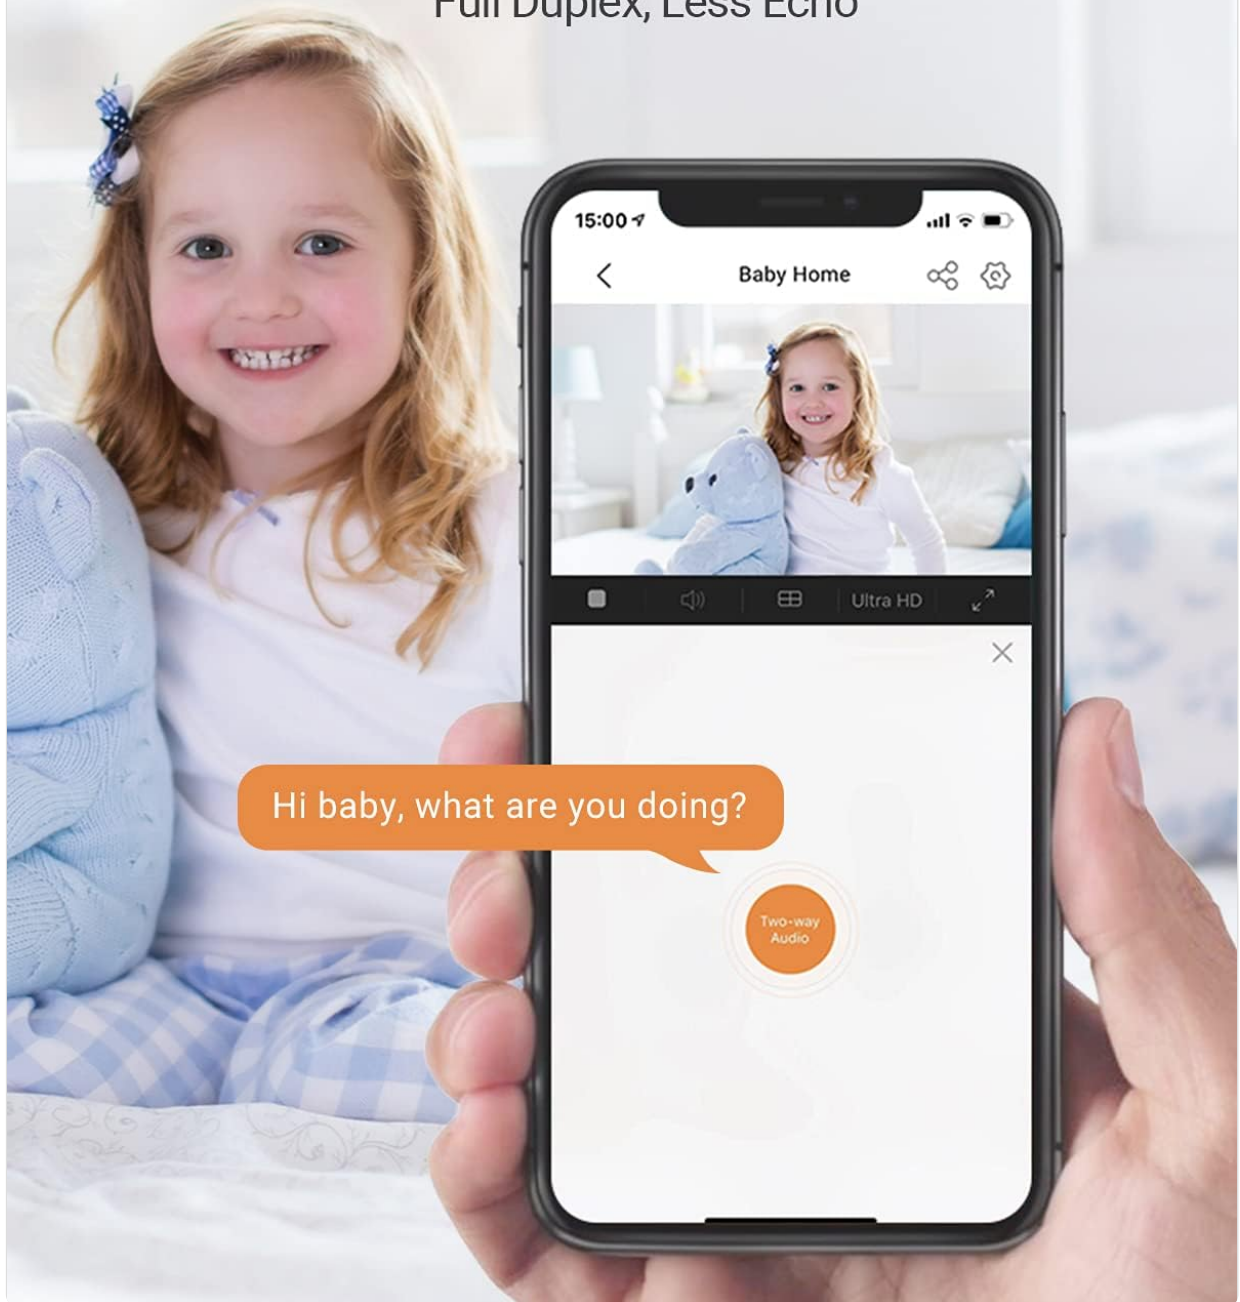 Full Duplex, Less Echo
15:00
Baby Home
Ultra HD
Hi baby, what are you doing?
Two-way
Audio